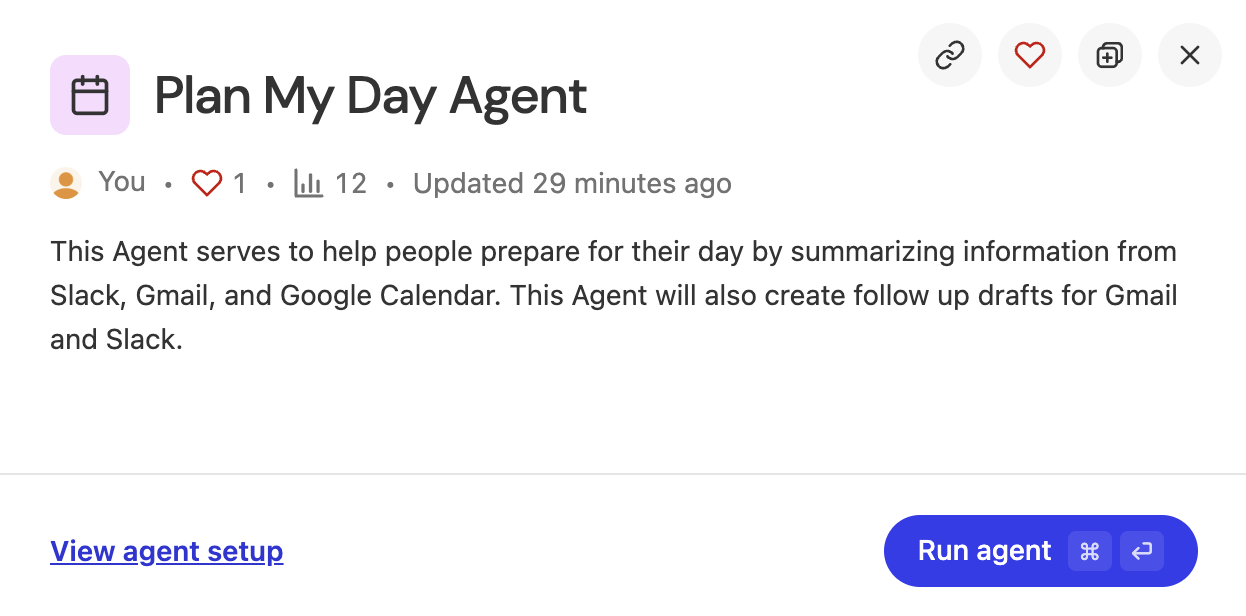 Plan My Day Agent
You • 1 • 12 • Updated 29 minutes ago
This Agent serves to help people prepare for their day by summarizing information from
Slack, Gmail, and Google Calendar. This Agent will also create follow up drafts for Gmail
and Slack.
View agent setup
Run agent ⌘ ↵